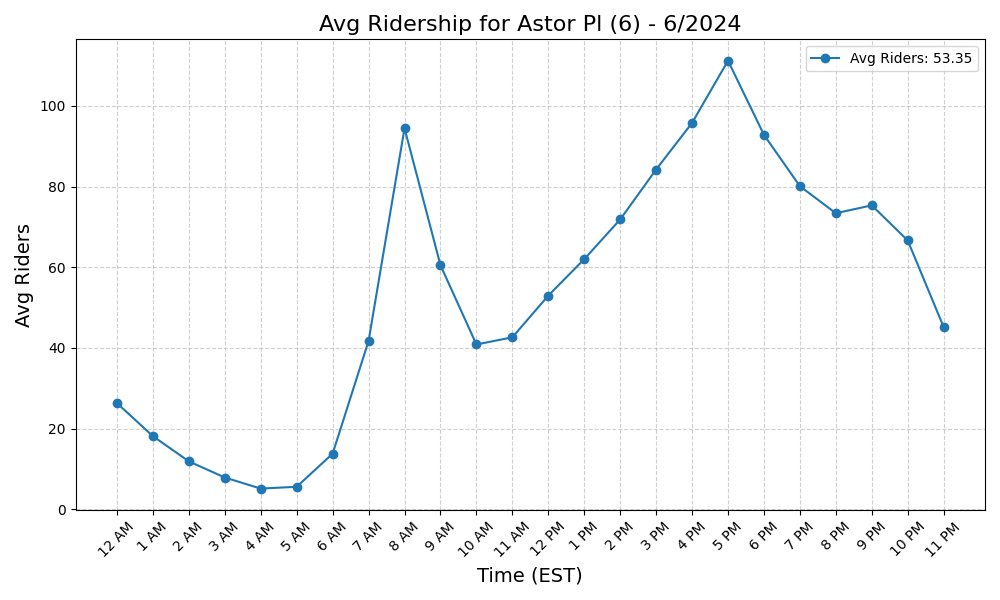 Avg Ridership for Astor Pl (6) - 6/2024
Avg Riders: 53.35
Avg Riders
100
80
60
40
20
0
12 AM
1 AM
2 AM
3 AM
4 AM
5 AM
6 AM
7 AM
8 AM
9 AM
10 AM
11 AM
12 PM
1 PM
2 PM
3 PM
4 PM
5 PM
6 PM
7 PM
8 PM
9 PM
10 PM
11 PM
Time (EST)